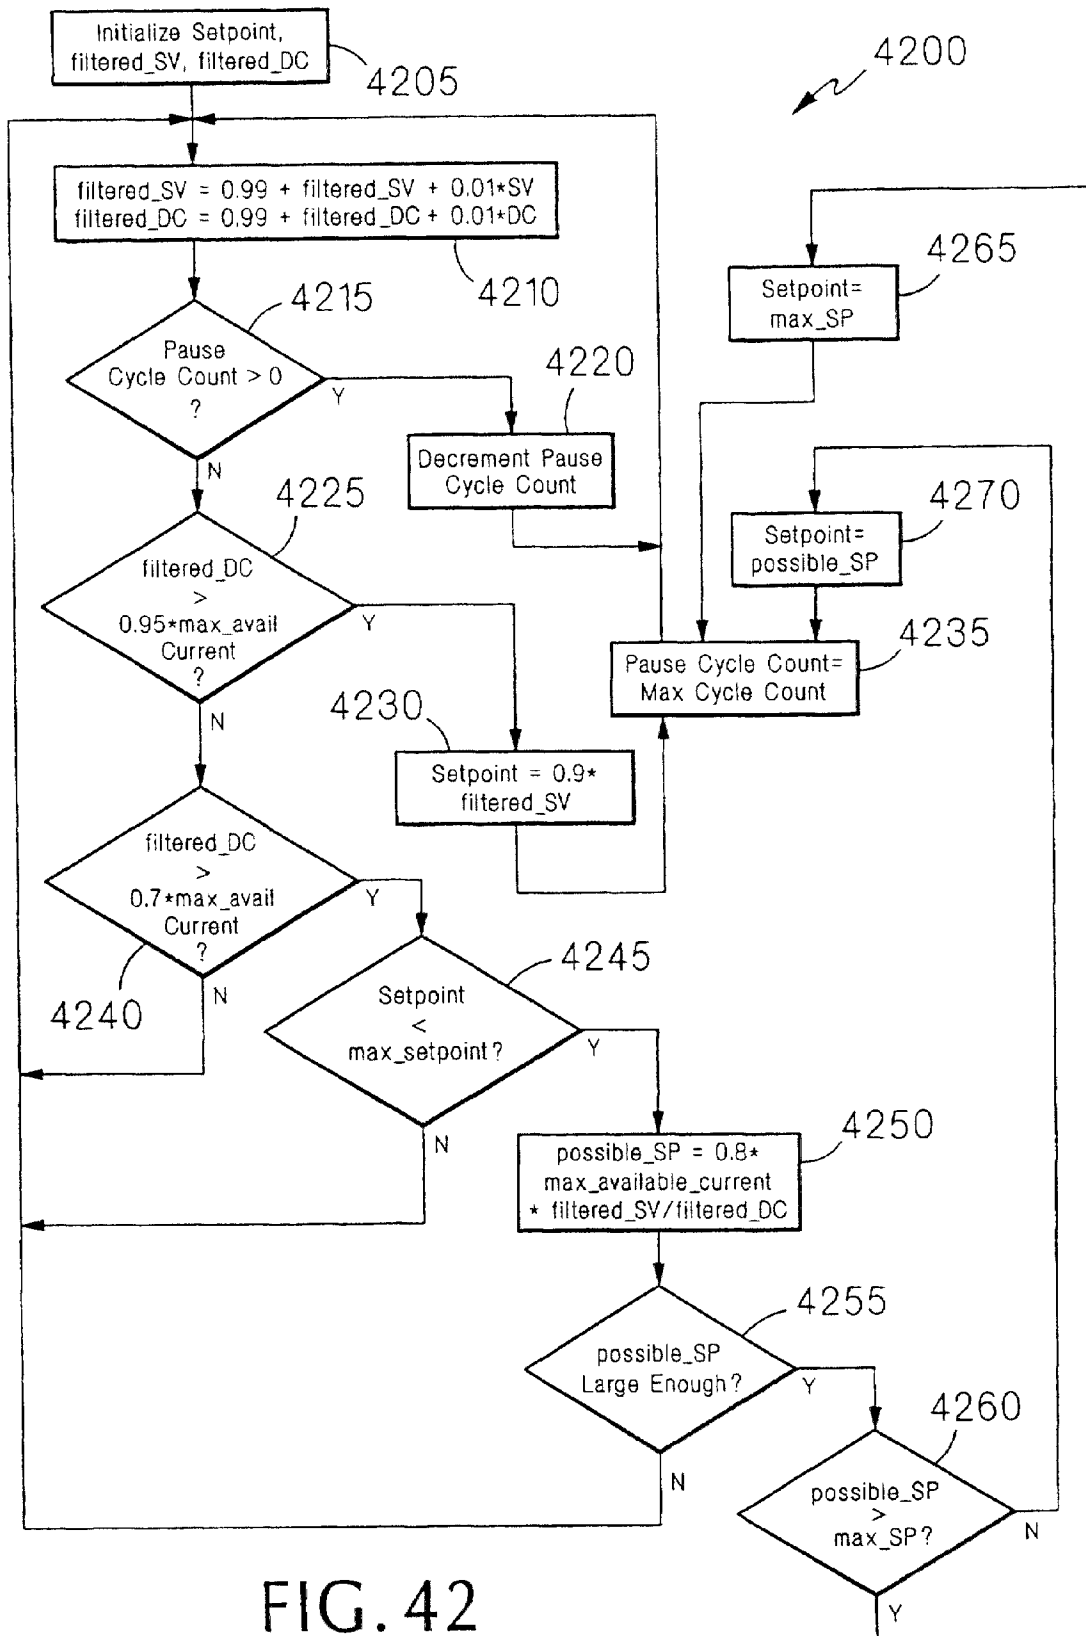 Initialize Setpoint,
filtered_SV, filtered_DC
4205
4200
filtered_SV = 0.99 + filtered_SV + 0.01*SV
filtered_DC = 0.99 + filtered_DC + 0.01*DC
4210
4265
Setpoint=
max_SP
4215
Pause
Cycle Count > 0
?
Y
N
4220
Decrement Pause
Cycle Count
4270
Setpoint=
possible_SP
4225
filtered_DC
>
0.95*max_avail
Current
?
Y
N
4235
Pause Cycle Count=
Max Cycle Count
4230
Setpoint = 0.9*
filtered_SV
filtered_DC
>
0.7*max_avail
Current
?
Y
N
4240
4245
Setpoint
<
max_setpoint?
Y
N
4250
possible_SP = 0.8*
max_available_current
* filtered_SV/filtered_DC
4255
possible_SP
Large Enough?
Y
N
4260
possible_SP
>
max_SP?
N
Y
FIG. 42